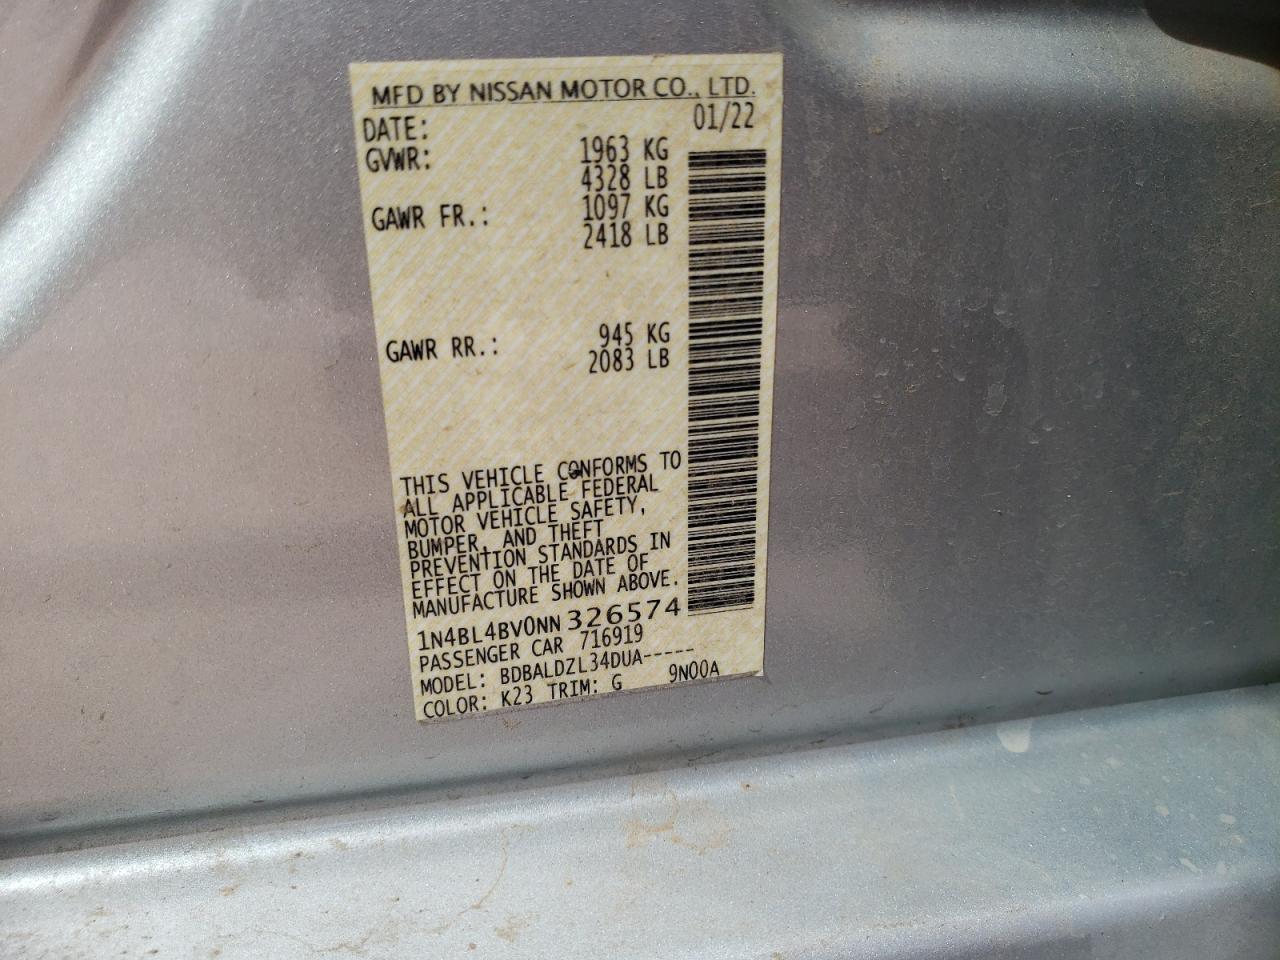 MFD BY NISSAN MOTOR CO., LTD.
DATE: 01/22
GVWR: 1963 KG
4328 LB
GAWR FR.: 1097 KG
2418 LB
GAWR RR.: 945 KG
2083 LB
THIS VEHICLE CONFORMS TO
ALL APPLICABLE FEDERAL
MOTOR VEHICLE SAFETY,
BUMPER, AND THEFT
PREVENTION STANDARDS IN
EFFECT ON THE DATE OF
MANUFACTURE SHOWN ABOVE.
1N4BL4BV0NN326574
PASSENGER CAR 716919
MODEL: BDBALDZL34DUA-----
COLOR: K23 TRIM: G 9N00A